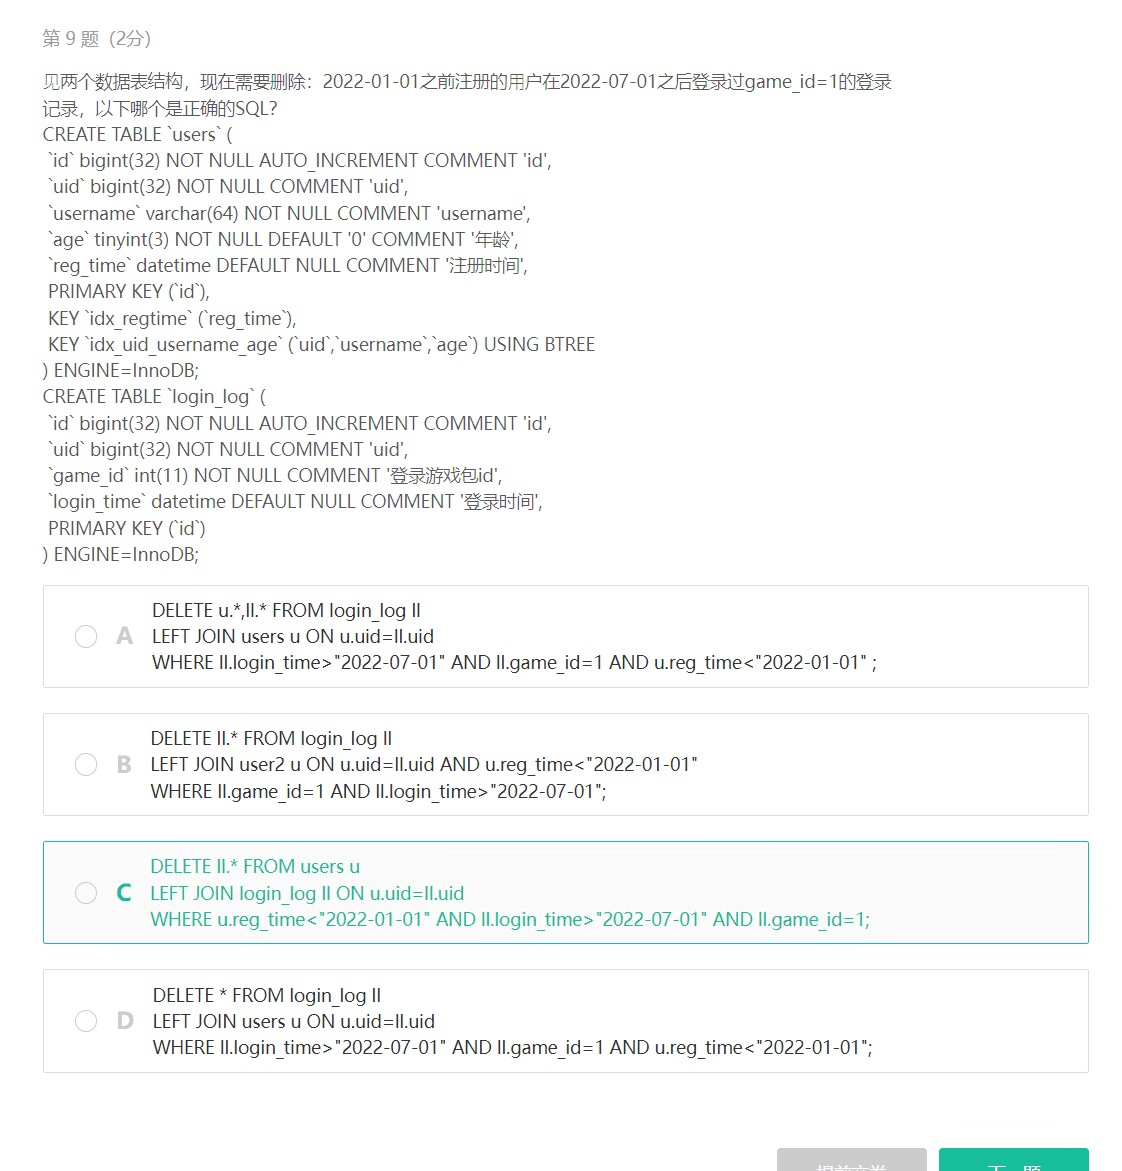 第 9 题  (2分)
见两个数据表结构，现在需要删除：2022-01-01之前注册的用户在2022-07-01之后登录过game_id=1的登录
记录，以下哪个是正确的SQL？
CREATE TABLE `users` (
`id` bigint(32) NOT NULL AUTO_INCREMENT COMMENT 'id',
`uid` bigint(32) NOT NULL COMMENT 'uid',
`username` varchar(64) NOT NULL COMMENT 'username',
`age` tinyint(3) NOT NULL DEFAULT '0' COMMENT '年龄',
`reg_time` datetime DEFAULT NULL COMMENT '注册时间',
PRIMARY KEY (`id`),
KEY `idx_regtime` (`reg_time`),
KEY `idx_uid_username_age` (`uid`,`username`,`age`) USING BTREE
) ENGINE=InnoDB;
CREATE TABLE `login_log` (
`id` bigint(32) NOT NULL AUTO_INCREMENT COMMENT 'id',
`uid` bigint(32) NOT NULL COMMENT 'uid',
`game_id` int(11) NOT NULL COMMENT '登录游戏包id',
`login_time` datetime DEFAULT NULL COMMENT '登录时间',
PRIMARY KEY (`id`)
) ENGINE=InnoDB;
A
DELETE u.*,ll.* FROM login_log ll
LEFT JOIN users u ON u.uid=ll.uid
WHERE ll.login_time>"2022-07-01" AND ll.game_id=1 AND u.reg_time<"2022-01-01" ;
B
DELETE ll.* FROM login_log ll
LEFT JOIN user2 u ON u.uid=ll.uid AND u.reg_time<"2022-01-01"
WHERE ll.game_id=1 AND ll.login_time>"2022-07-01";
C
DELETE ll.* FROM users u
LEFT JOIN login_log ll ON u.uid=ll.uid
WHERE u.reg_time<"2022-01-01" AND ll.login_time>"2022-07-01" AND ll.game_id=1;
D
DELETE * FROM login_log ll
LEFT JOIN users u ON u.uid=ll.uid
WHERE ll.login_time>"2022-07-01" AND ll.game_id=1 AND u.reg_time<"2022-01-01";